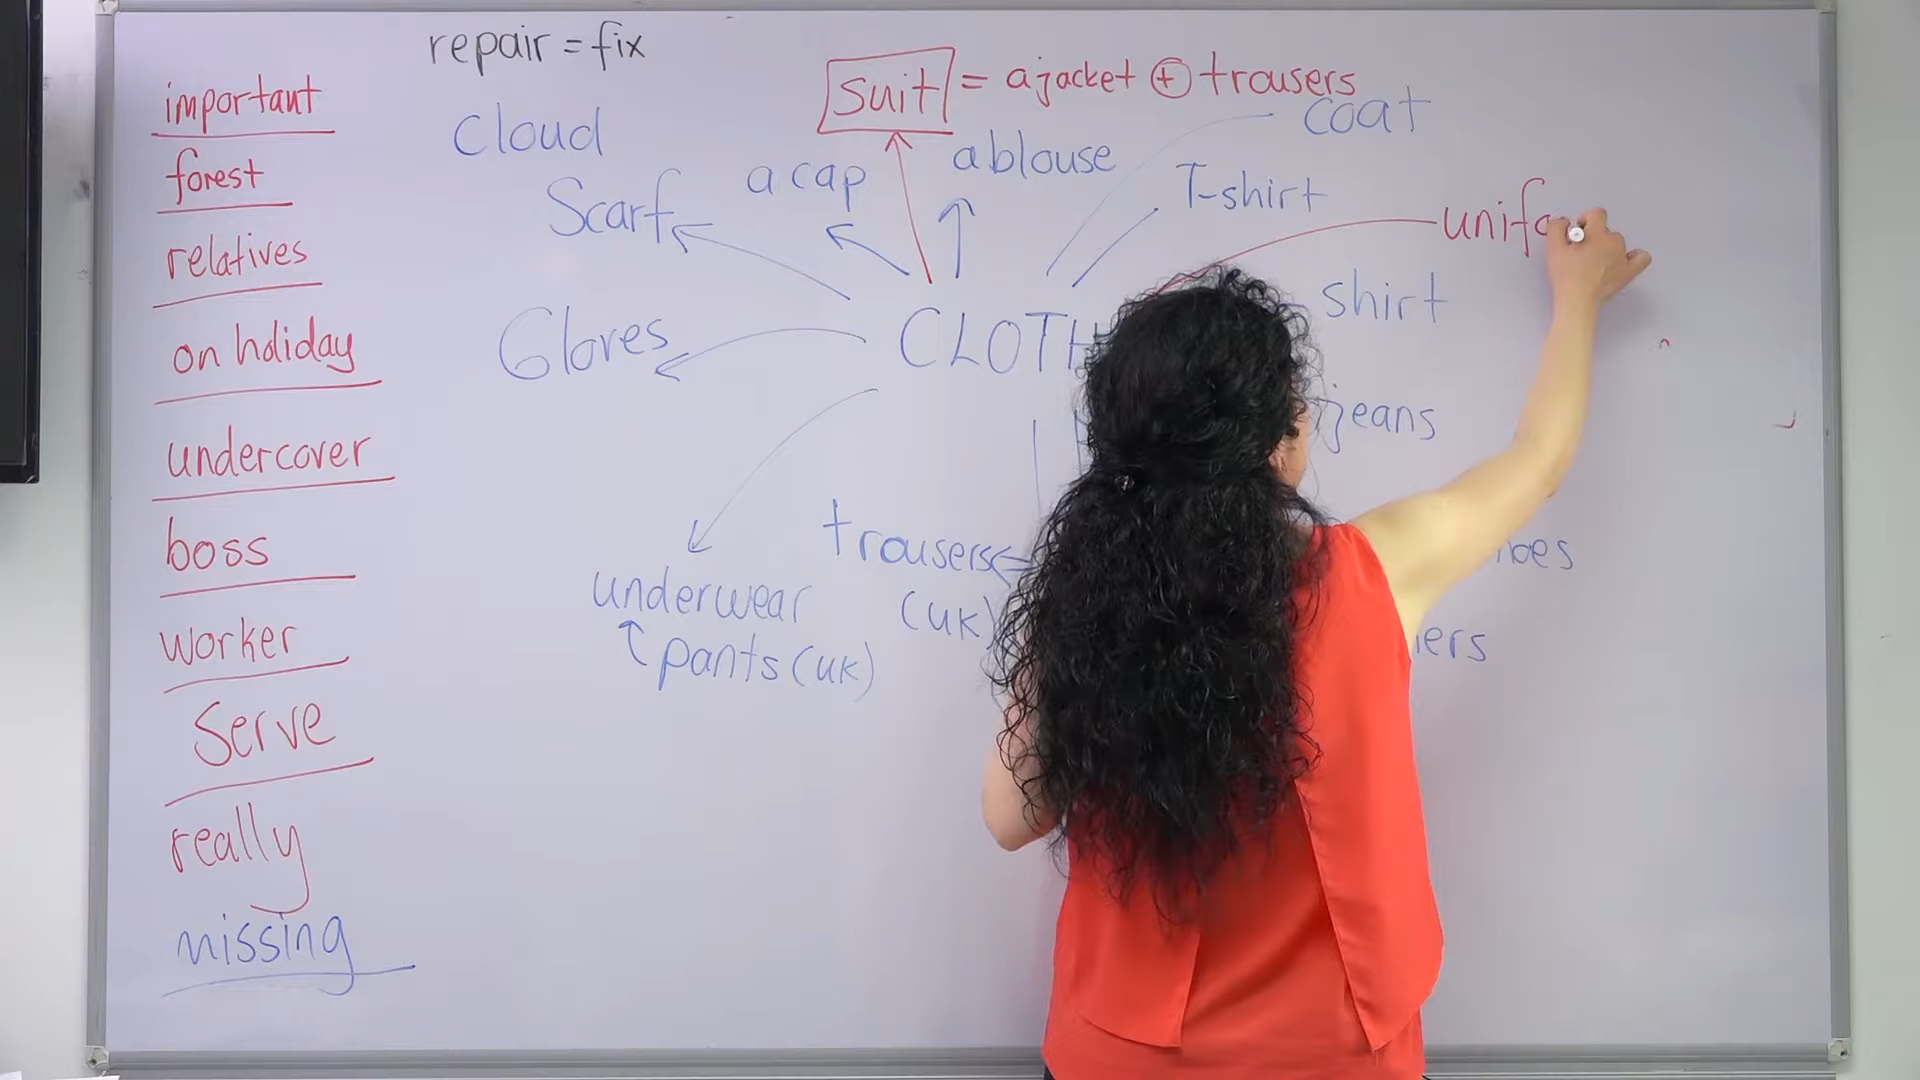 repair = fix
important
forest
relatives
on holiday
undercover
boss
worker
Serve
really
missing
Cloud
Scarf
a cap
suit = a jacket + trousers
a blouse
coat
T-shirt
Gloves
shirt
jeans
trousers
(UK)
underwear
pants (UK)